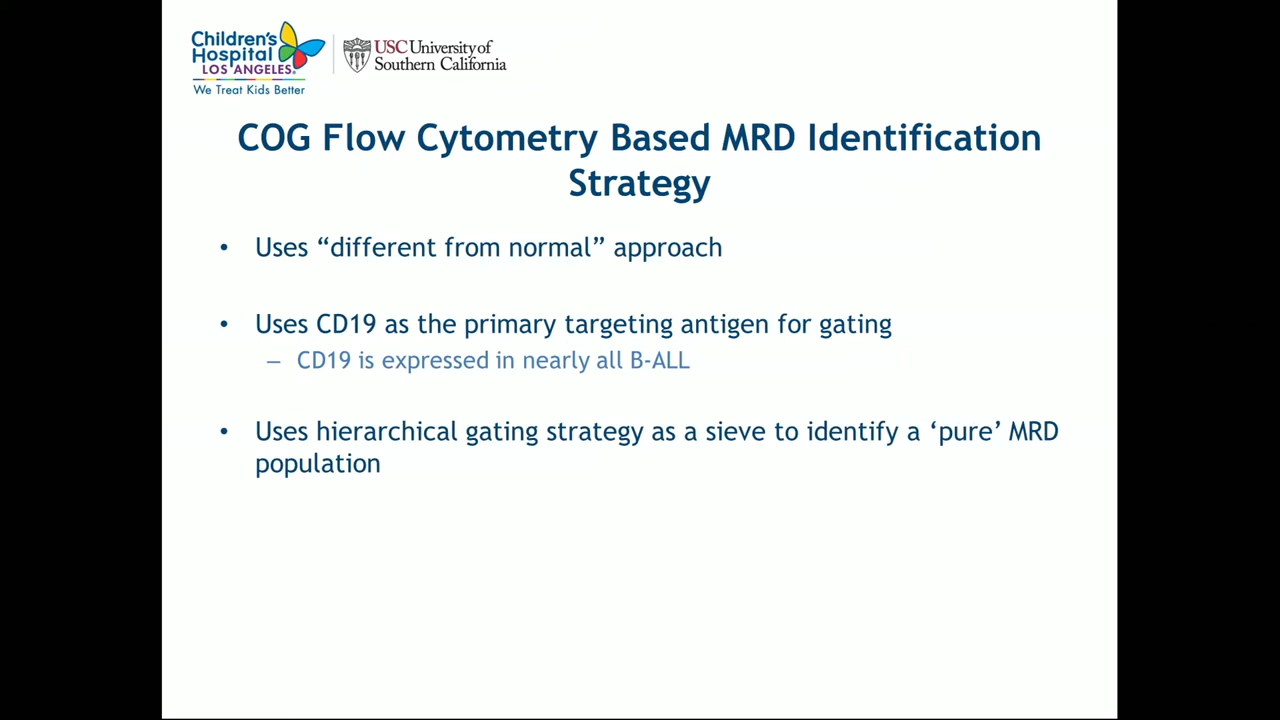 Children's
Hospital
LOS ANGELES®
We Treat Kids Better
USC University of
Southern California
COG Flow Cytometry Based MRD Identification
Strategy
• Uses “different from normal” approach
• Uses CD19 as the primary targeting antigen for gating
– CD19 is expressed in nearly all B-ALL
• Uses hierarchical gating strategy as a sieve to identify a ‘pure’ MRD
population